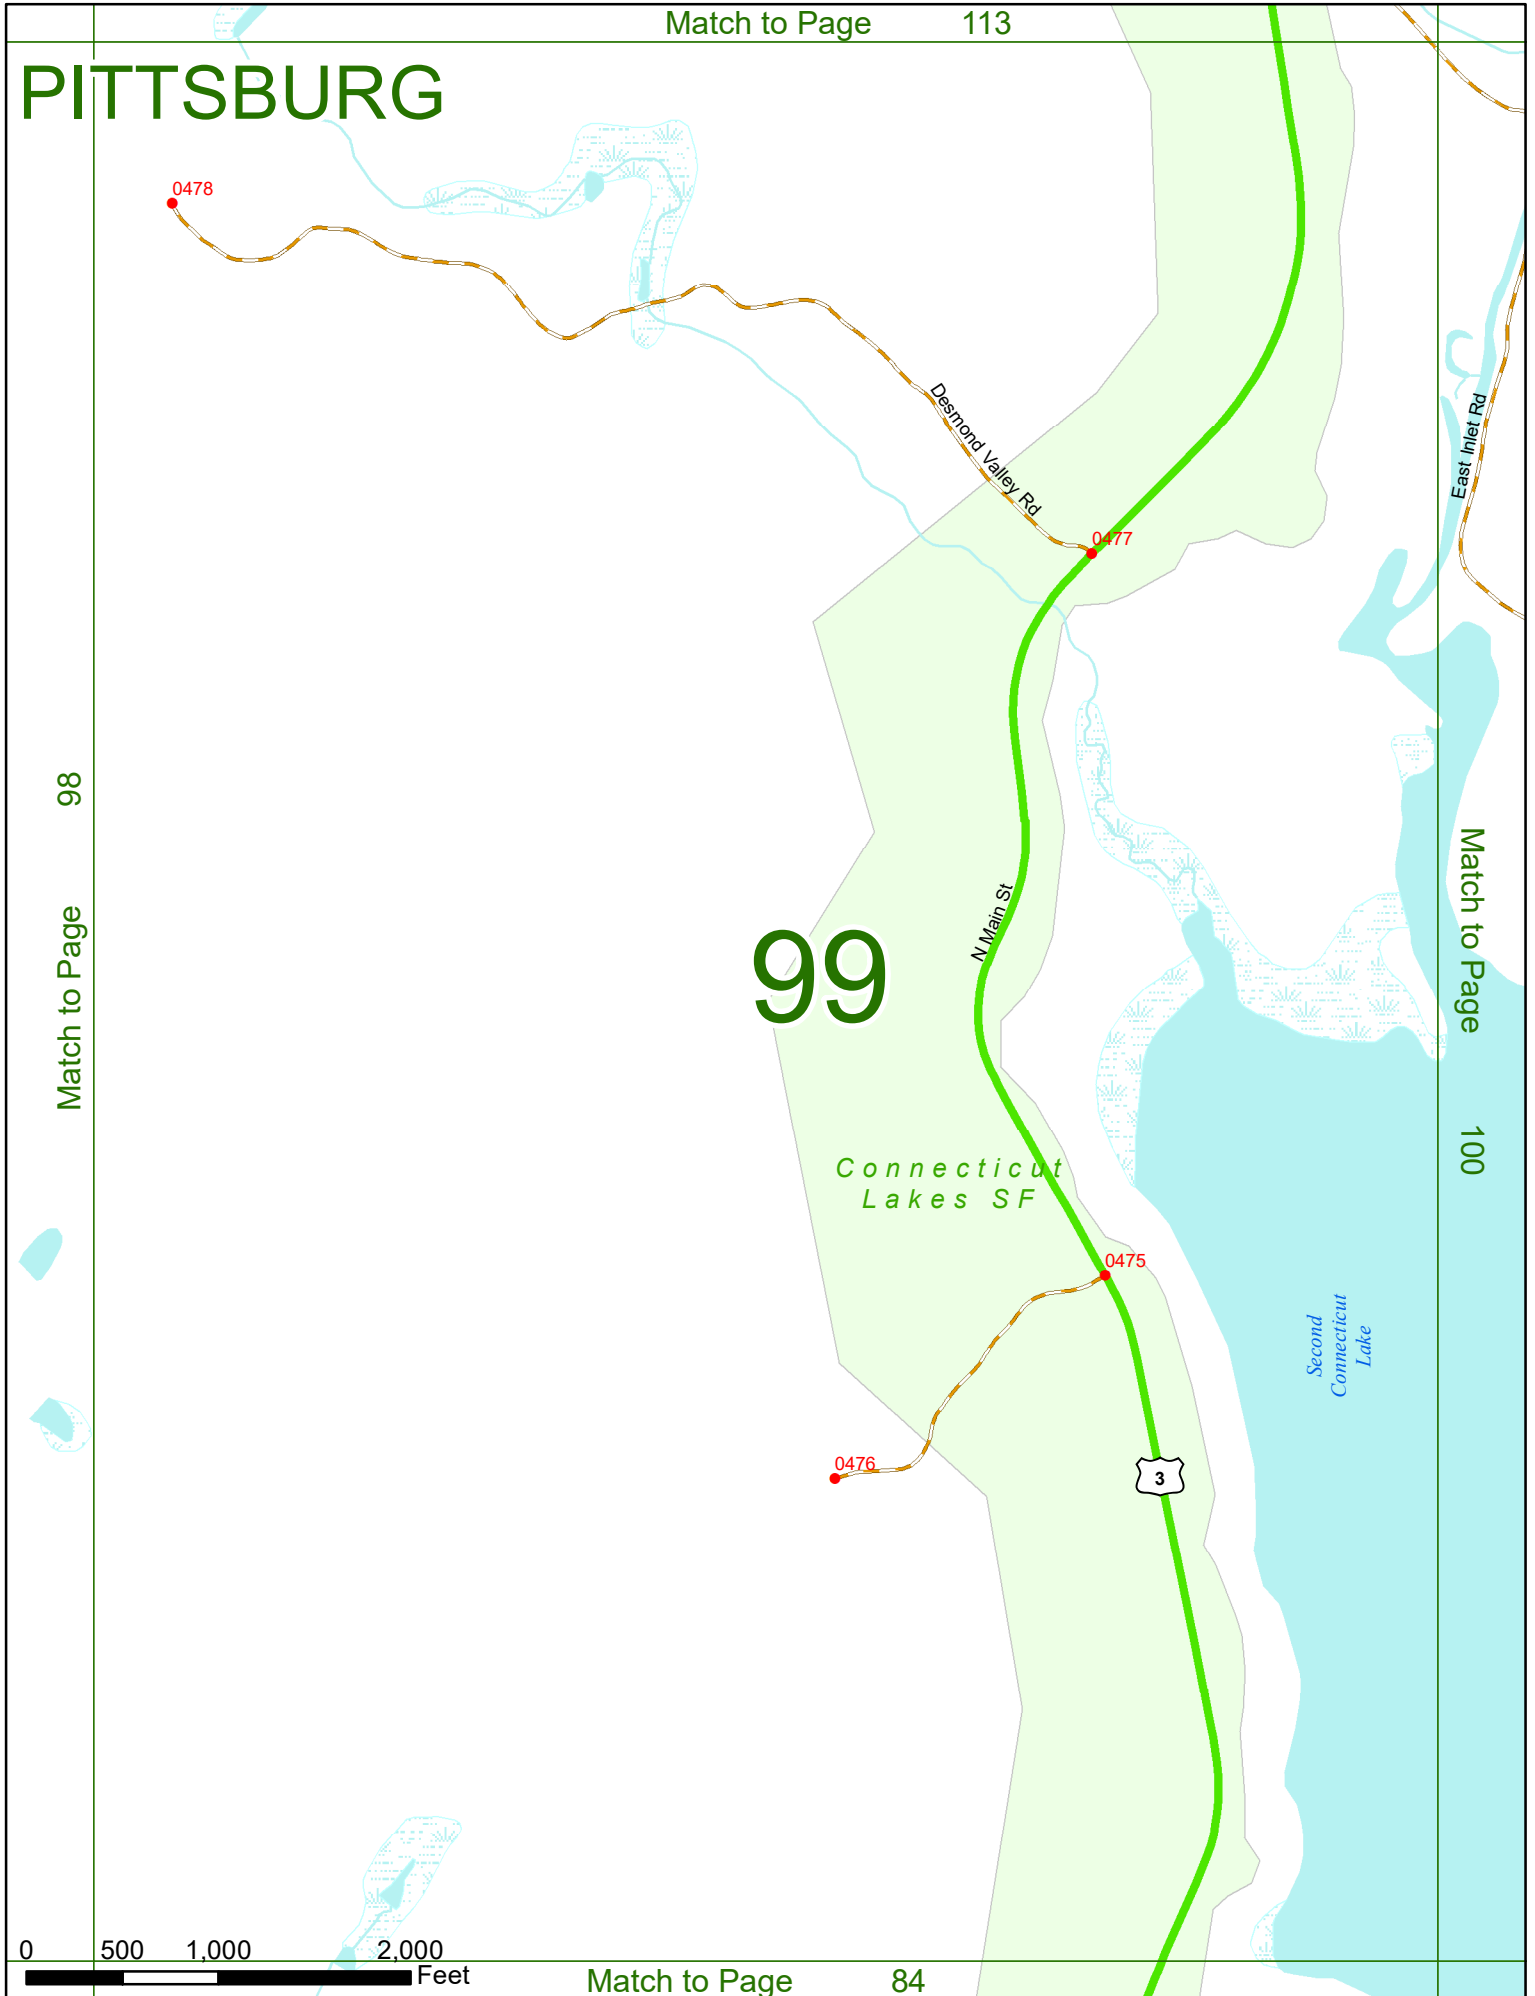 Match to Page 113
PITTSBURG
0478
Desmond Valley Rd
East Inlet Rd
0477
Match to Page 98
Match to Page 100
N Main St
99
Connecticut
Lakes SF
0475
Second
Connecticut
Lake
0476
3
0 500 1,000 2,000
Feet
Match to Page 84